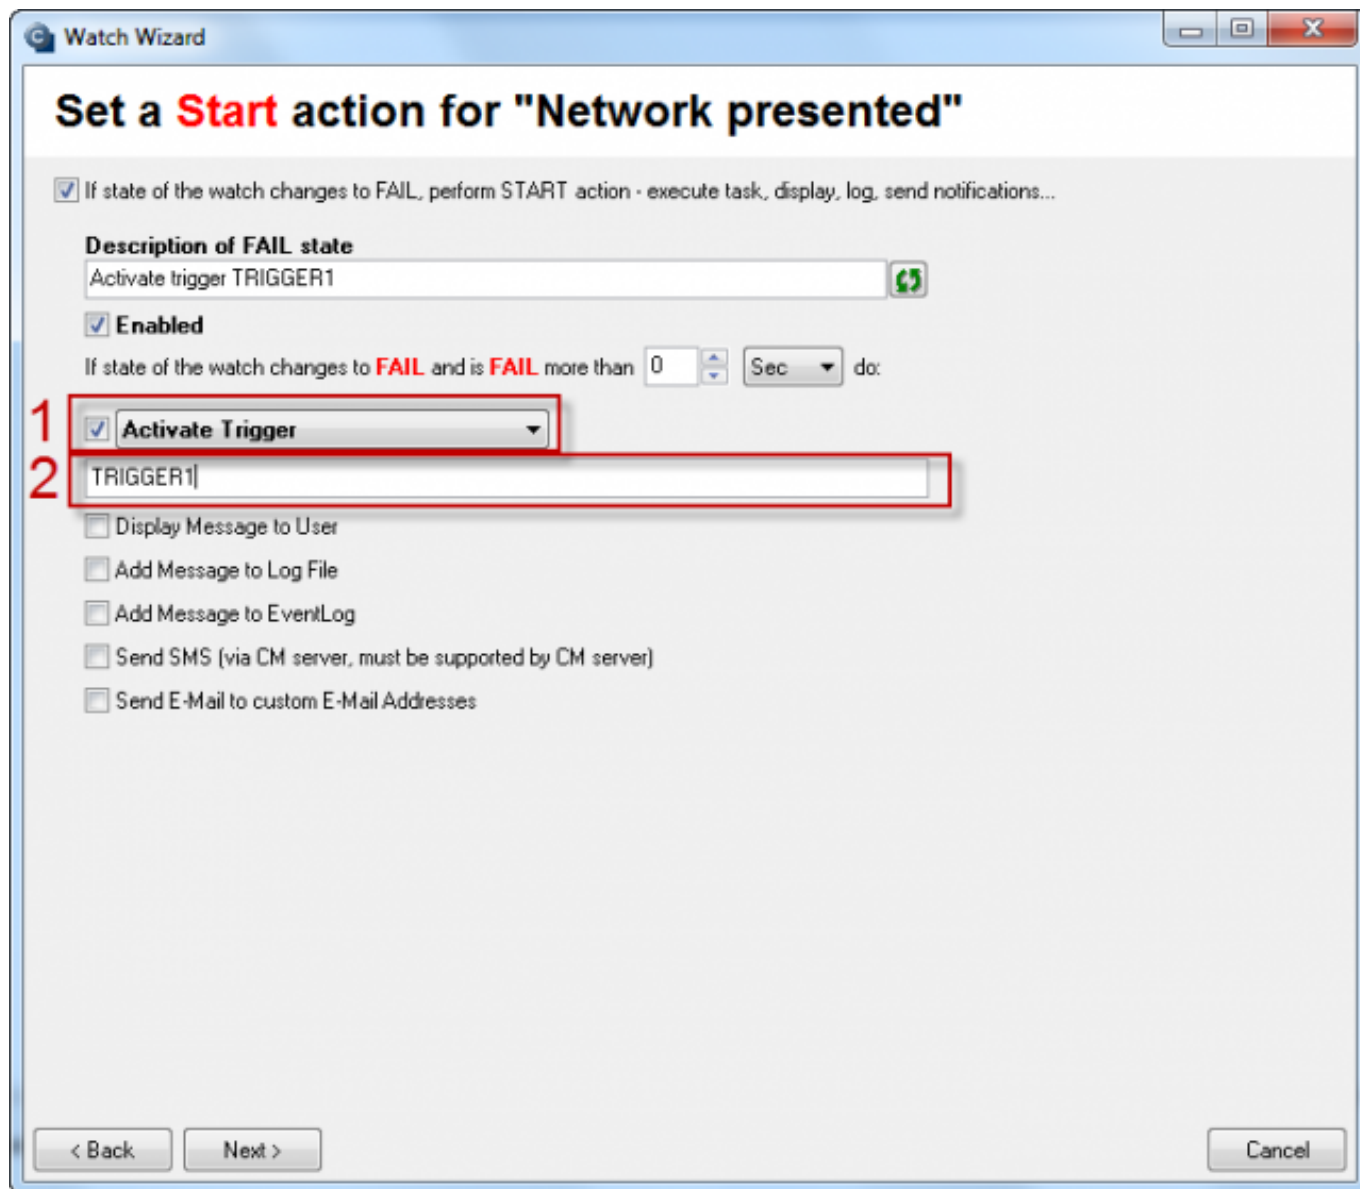 Watch Wizard
Set a Start action for "Network presented"
If state of the watch changes to FAIL, perform START action - execute task, display, log, send notifications...
Description of FAIL state
Activate trigger TRIGGER1
Enabled
If state of the watch changes to FAIL and is FAIL more than 0 Sec do:
1 Activate Trigger
2 TRIGGER1
Display Message to User
Add Message to Log File
Add Message to EventLog
Send SMS (via CM server, must be supported by CM server)
Send E-Mail to custom E-Mail Addresses
< Back Next > Cancel